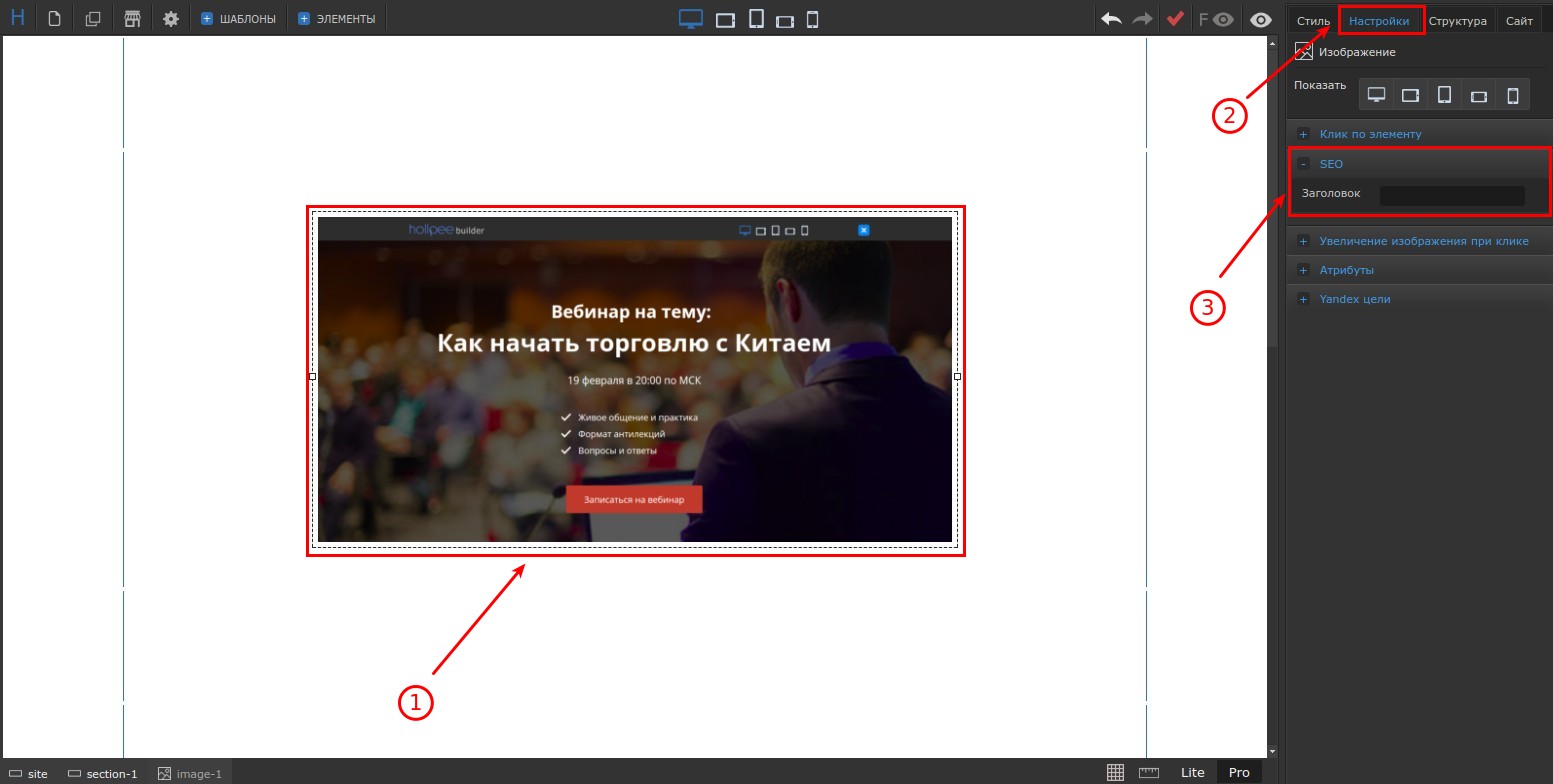 H
ШАБЛОНЫ
ЭЛЕМЕНТЫ
F
Стиль Настройки Структура Сайт
Изображение
Показать
2
+ Клик по элементу
- SEO
Заголовок
+ Увеличение изображения при клике
+ Атрибуты
+ Yandex цели
3
holipee builder
Вебинар на тему:
Как начать торговлю с Китаем
19 февраля в 20:00 по МСК
Живое общение и практика
Формат антилекций
Вопросы и ответы
Записаться на вебинар
1
site section-1 image-1
Lite Pro